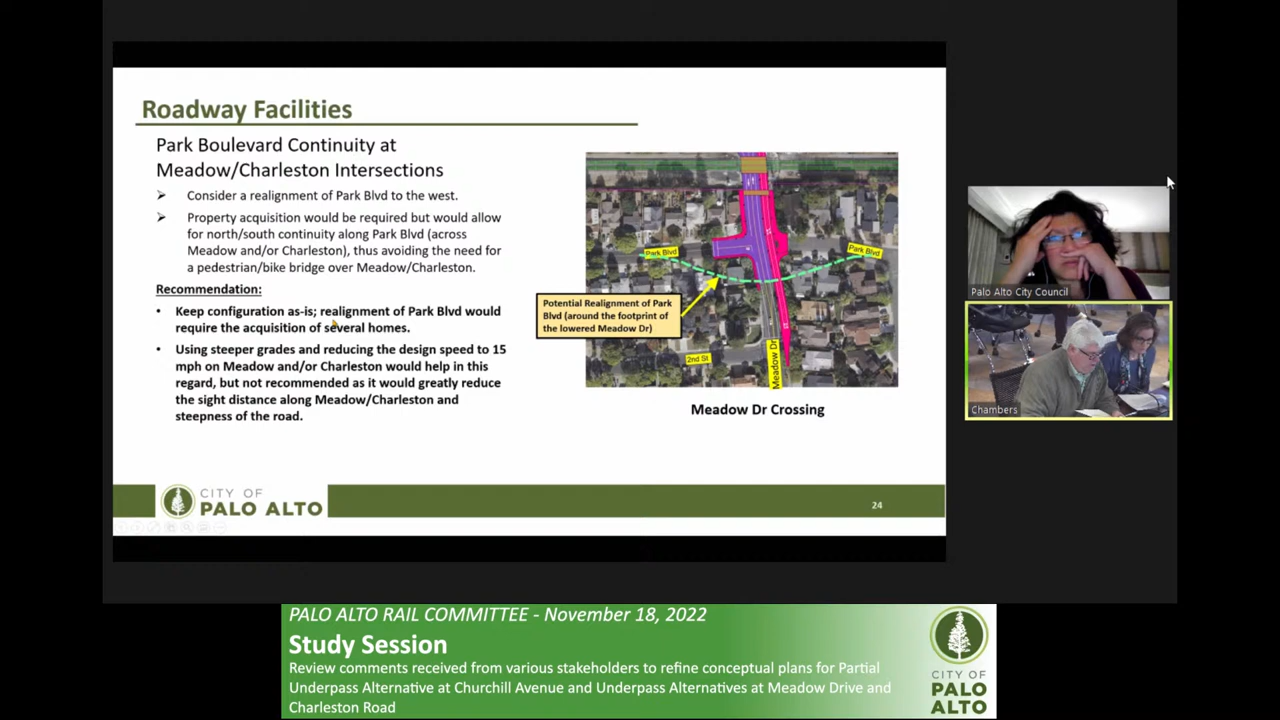 Roadway Facilities
Park Boulevard Continuity at
Meadow/Charleston Intersections
➢ Consider a realignment of Park Blvd to the west.
➢ Property acquisition would be required but would allow
for north/south continuity along Park Blvd (across
Meadow and/or Charleston), thus avoiding the need for
a pedestrian/bike bridge over Meadow/Charleston.
Recommendation:
• Keep configuration as-is; realignment of Park Blvd would
require the acquisition of several homes.
• Using steeper grades and reducing the design speed to 15
mph on Meadow and/or Charleston would help in this
regard, but not recommended as it would greatly reduce
the sight distance along Meadow/Charleston and
steepness of the road.
Park Blvd
Park Blvd
Potential Realignment of Park
Blvd (around the footprint of
the lowered Meadow Dr)
2nd St
Meadow Dr
Meadow Dr Crossing
CITY OF
PALO ALTO
24
Palo Alto City Council
Chambers
PALO ALTO RAIL COMMITTEE - November 18, 2022
Study Session
Review comments received from various stakeholders to refine conceptual plans for Partial
Underpass Alternative at Churchill Avenue and Underpass Alternatives at Meadow Drive and
Charleston Road
CITY OF
PALO
ALTO